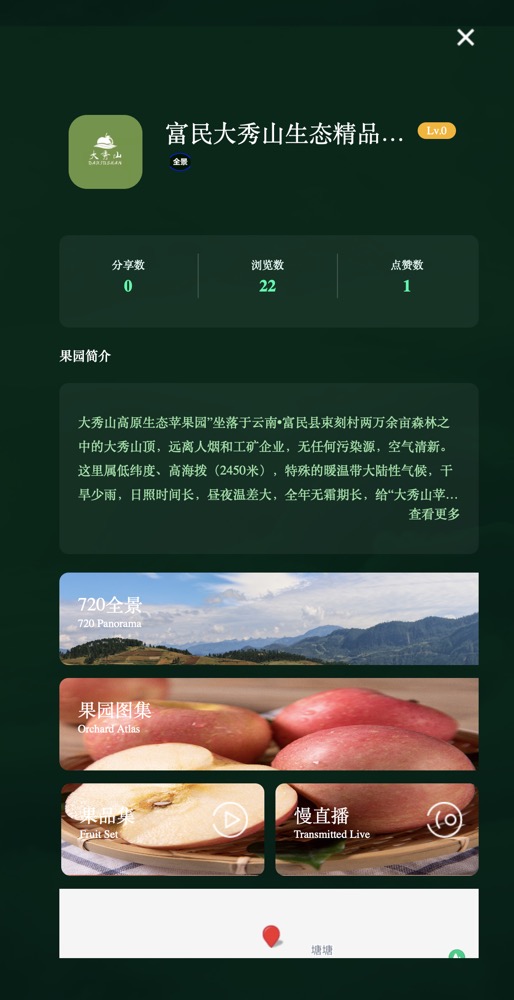 富民大秀山生态精品...
Lv.0
大秀山
DAXIUSHAN
全景
分享数
浏览数
点赞数
0
22
1
果园简介
大秀山高原生态苹果园”坐落于云南•富民县束刻村两万余亩森林之
中的大秀山顶，远离人烟和工矿企业，无任何污染源，空气清新。
这里属低纬度、高海拨（2450米），特殊的暖温带大陆性气候，干
旱少雨，日照时间长，昼夜温差大，全年无霜期长，给“大秀山苹...
查看更多
720全景
720 Panorama
果园图集
Orchard Atlas
果品集
Fruit Set
慢直播
Transmitted Live
塘塘